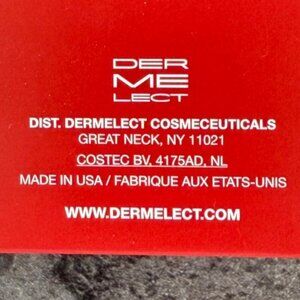 DER
ME
LECT
DIST. DERMELECT COSMECEUTICALS
GREAT NECK, NY 11021
COSTEC BV, 4175AD, NL
MADE IN USA / FABRIQUE AUX ETATS-UNIS
WWW.DERMELECT.COM